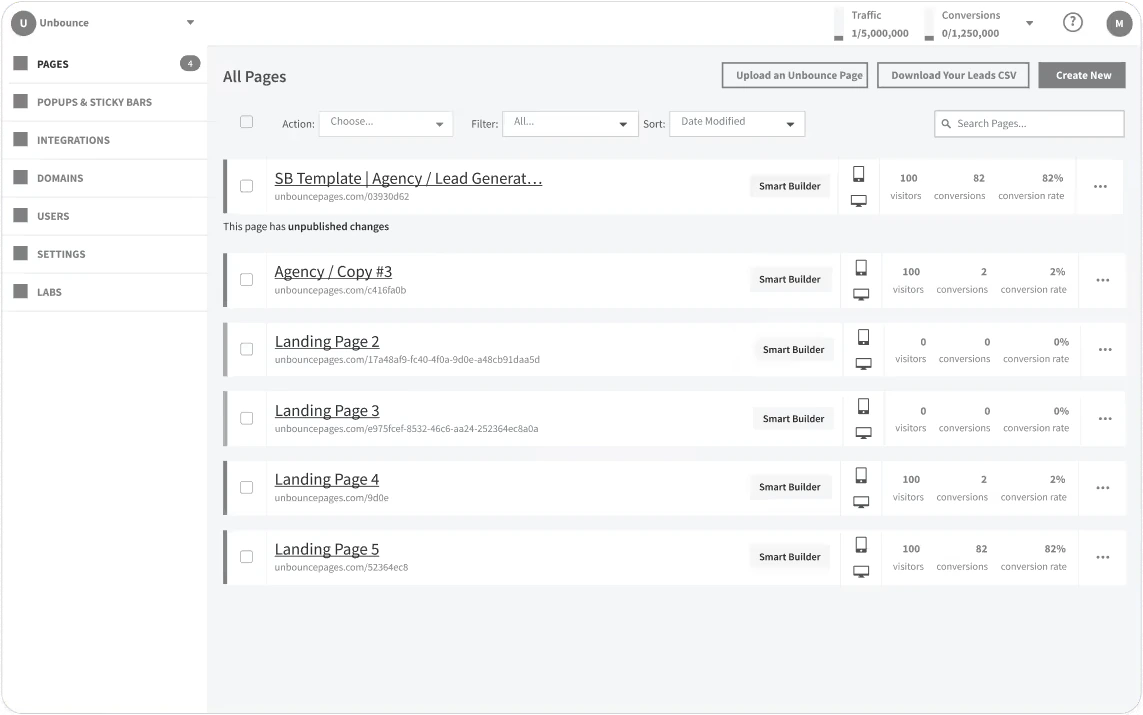 U Unbounce
Traffic
1/5,000,000
Conversions
0/1,250,000
?
M
PAGES 4
POPUPS & STICKY BARS
INTEGRATIONS
DOMAINS
USERS
SETTINGS
LABS
All Pages
Upload an Unbounce Page
Download Your Leads CSV
Create New
Action: Choose... Filter: All... Sort: Date Modified
Search Pages...
SB Template | Agency / Lead Generat...
unbouncepages.com/03930d62
Smart Builder
100 82 82%
visitors conversions conversion rate
This page has unpublished changes
Agency / Copy #3
unbouncepages.com/c416fa0b
Smart Builder
100 2 2%
visitors conversions conversion rate
Landing Page 2
unbouncepages.com/17a48af9-fc40-4f0a-9d0e-a48cb91daa5d
Smart Builder
0 0 0%
visitors conversions conversion rate
Landing Page 3
unbouncepages.com/e975fcef-8532-46c6-aa24-252364ec8a0a
Smart Builder
0 0 0%
visitors conversions conversion rate
Landing Page 4
unbouncepages.com/9d0e
Smart Builder
100 2 2%
visitors conversions conversion rate
Landing Page 5
unbouncepages.com/52364ec8
Smart Builder
100 82 82%
visitors conversions conversion rate